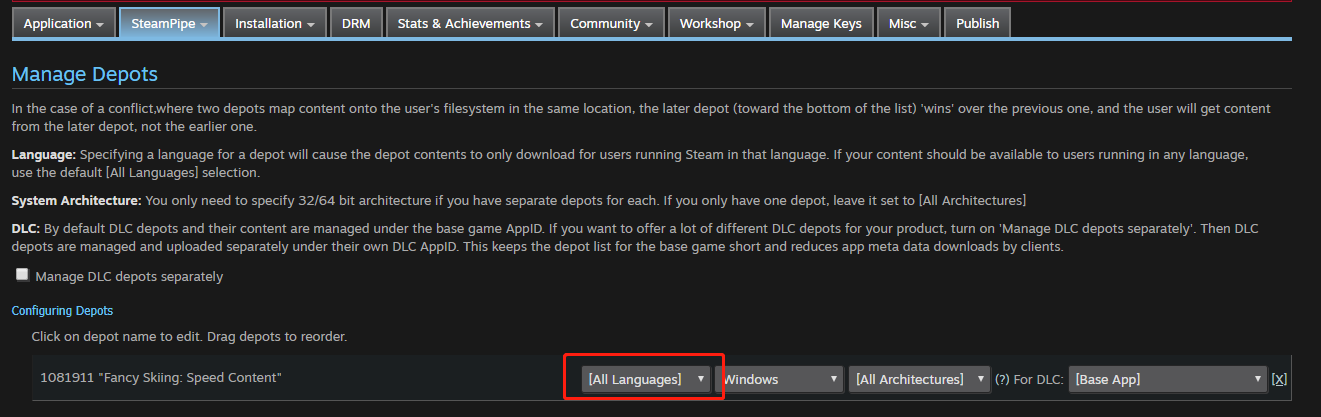 Application SteamPipe Installation DRM Stats & Achievements Community Workshop Manage Keys Misc Publish
Manage Depots
In the case of a conflict,where two depots map content onto the user's filesystem in the same location, the later depot (toward the bottom of the list) 'wins' over the previous one, and the user will get content
from the later depot, not the earlier one.
Language: Specifying a language for a depot will cause the depot contents to only download for users running Steam in that language. If your content should be available to users running in any language,
use the default [All Languages] selection.
System Architecture: You only need to specify 32/64 bit architecture if you have separate depots for each. If you only have one depot, leave it set to [All Architectures]
DLC: By default DLC depots and their content are managed under the base game AppID. If you want to offer a lot of different DLC depots for your product, turn on 'Manage DLC depots separately'. Then DLC
depots are managed and uploaded separately under their own DLC AppID. This keeps the depot list for the base game short and reduces app meta data downloads by clients.
Manage DLC depots separately
Configuring Depots
Click on depot name to edit. Drag depots to reorder.
1081911 "Fancy Skiing: Speed Content" [All Languages] Windows [All Architectures] (?) For DLC: [Base App] [X]